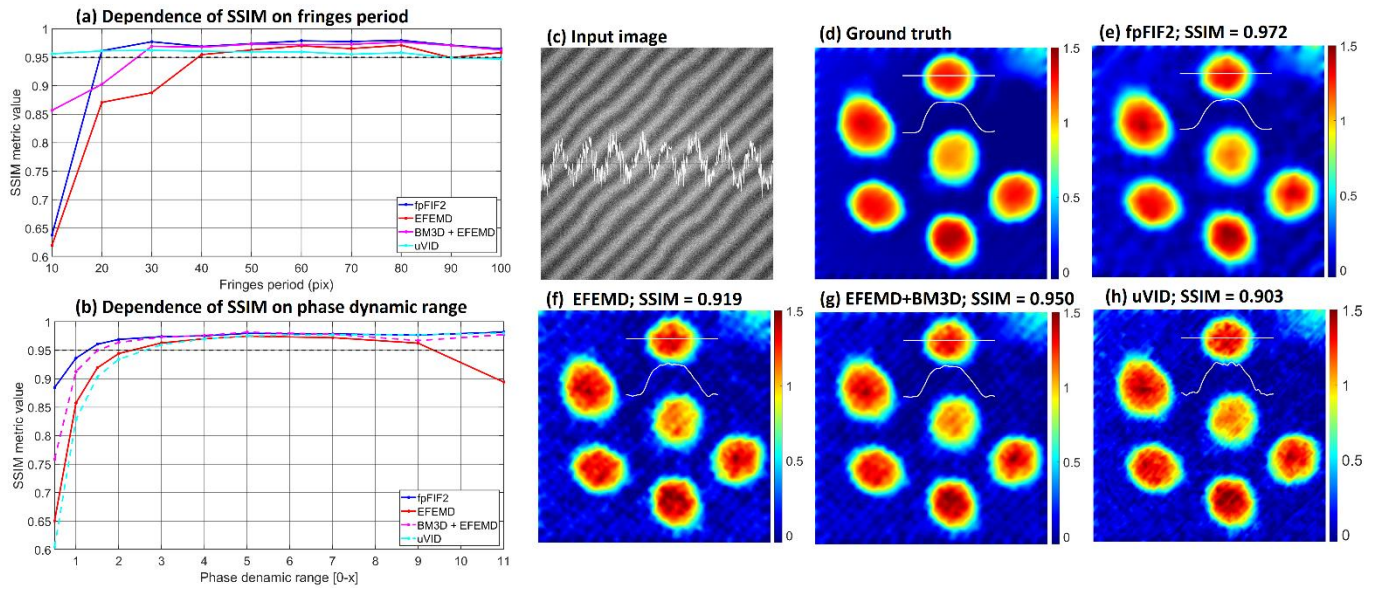 (a) Dependence of SSIM on fringes period
SSIM metric value
1
0.95
0.9
0.85
0.8
0.75
0.7
0.65
0.6
10 20 30 40 50 60 70 80 90 100
Fringes period (pix)
fpFIF2
EFEMD
BM3D + EFEMD
uVID
(b) Dependence of SSIM on phase dynamic range
SSIM metric value
1
0.95
0.9
0.85
0.8
0.75
0.7
0.65
0.6
1 2 3 4 5 6 7 8 9 10 11
Phase denamic range [0-x]
fpFIF2
EFEMD
BM3D + EFEMD
uVID
(c) Input image
(d) Ground truth
1.5
1
0.5
0
(e) fpFIF2; SSIM = 0.972
1.5
1
0.5
0
(f) EFEMD; SSIM = 0.919
1.5
1
0.5
0
(g) EFEMD+BM3D; SSIM = 0.950
1.5
1
0.5
0
(h) uVID; SSIM = 0.903
1.5
1
0.5
0